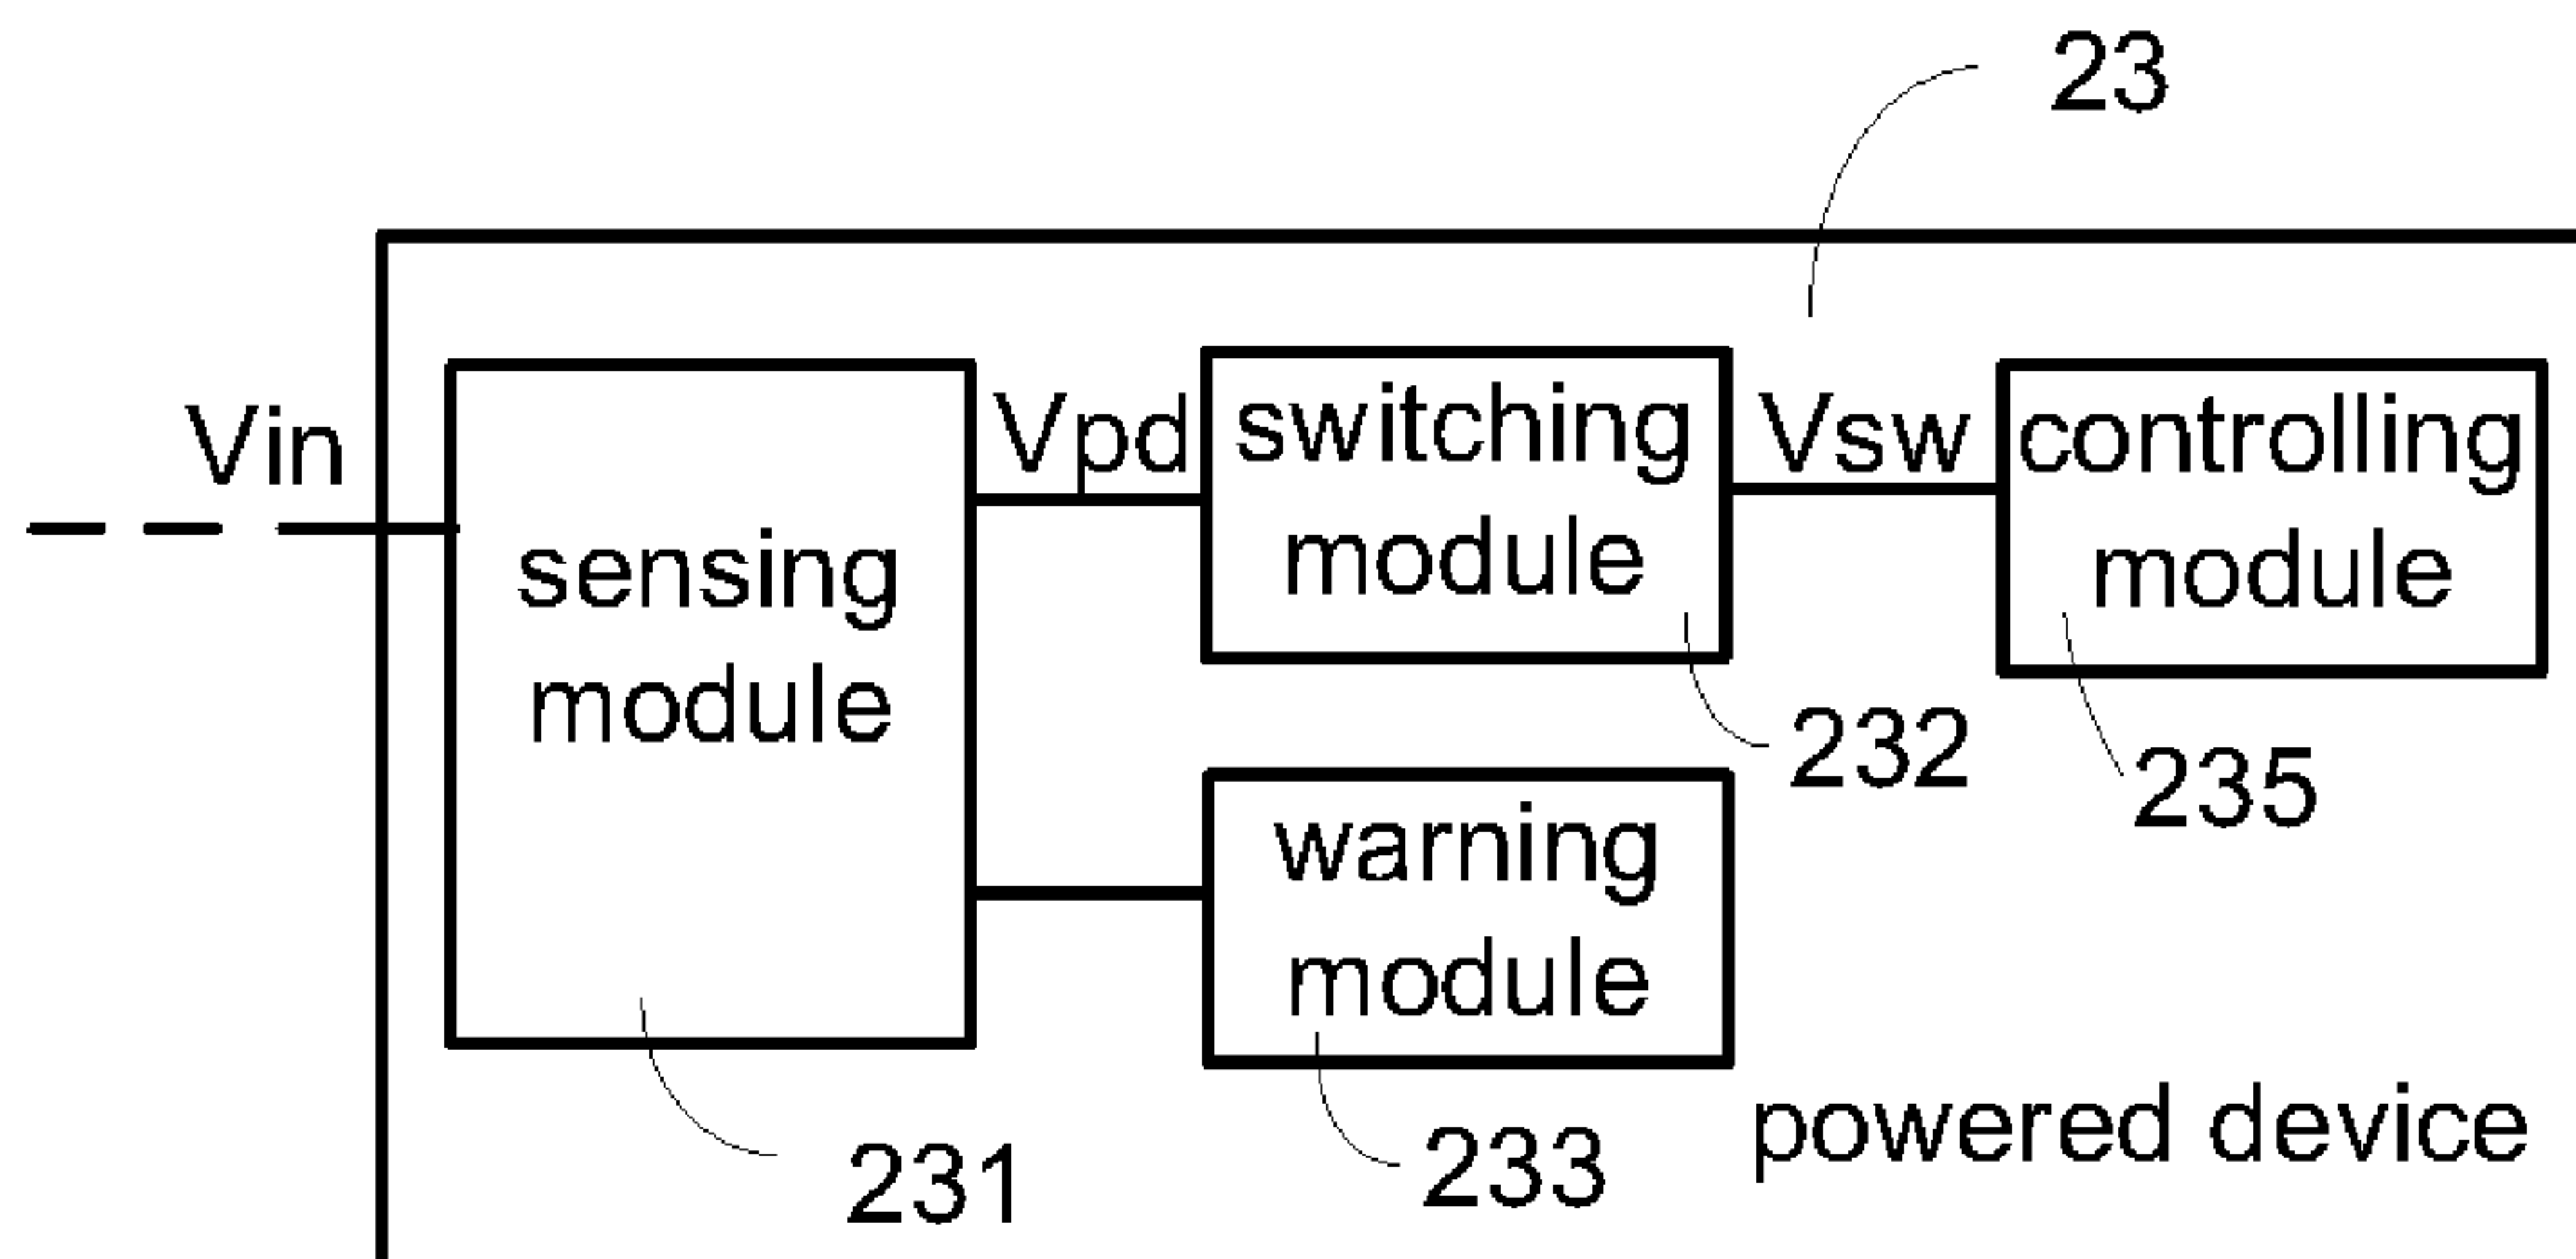 23
Vin
sensing
module
231
Vpd
switching
module
232
Vsw
controlling
module
235
warning
module
233
powered device